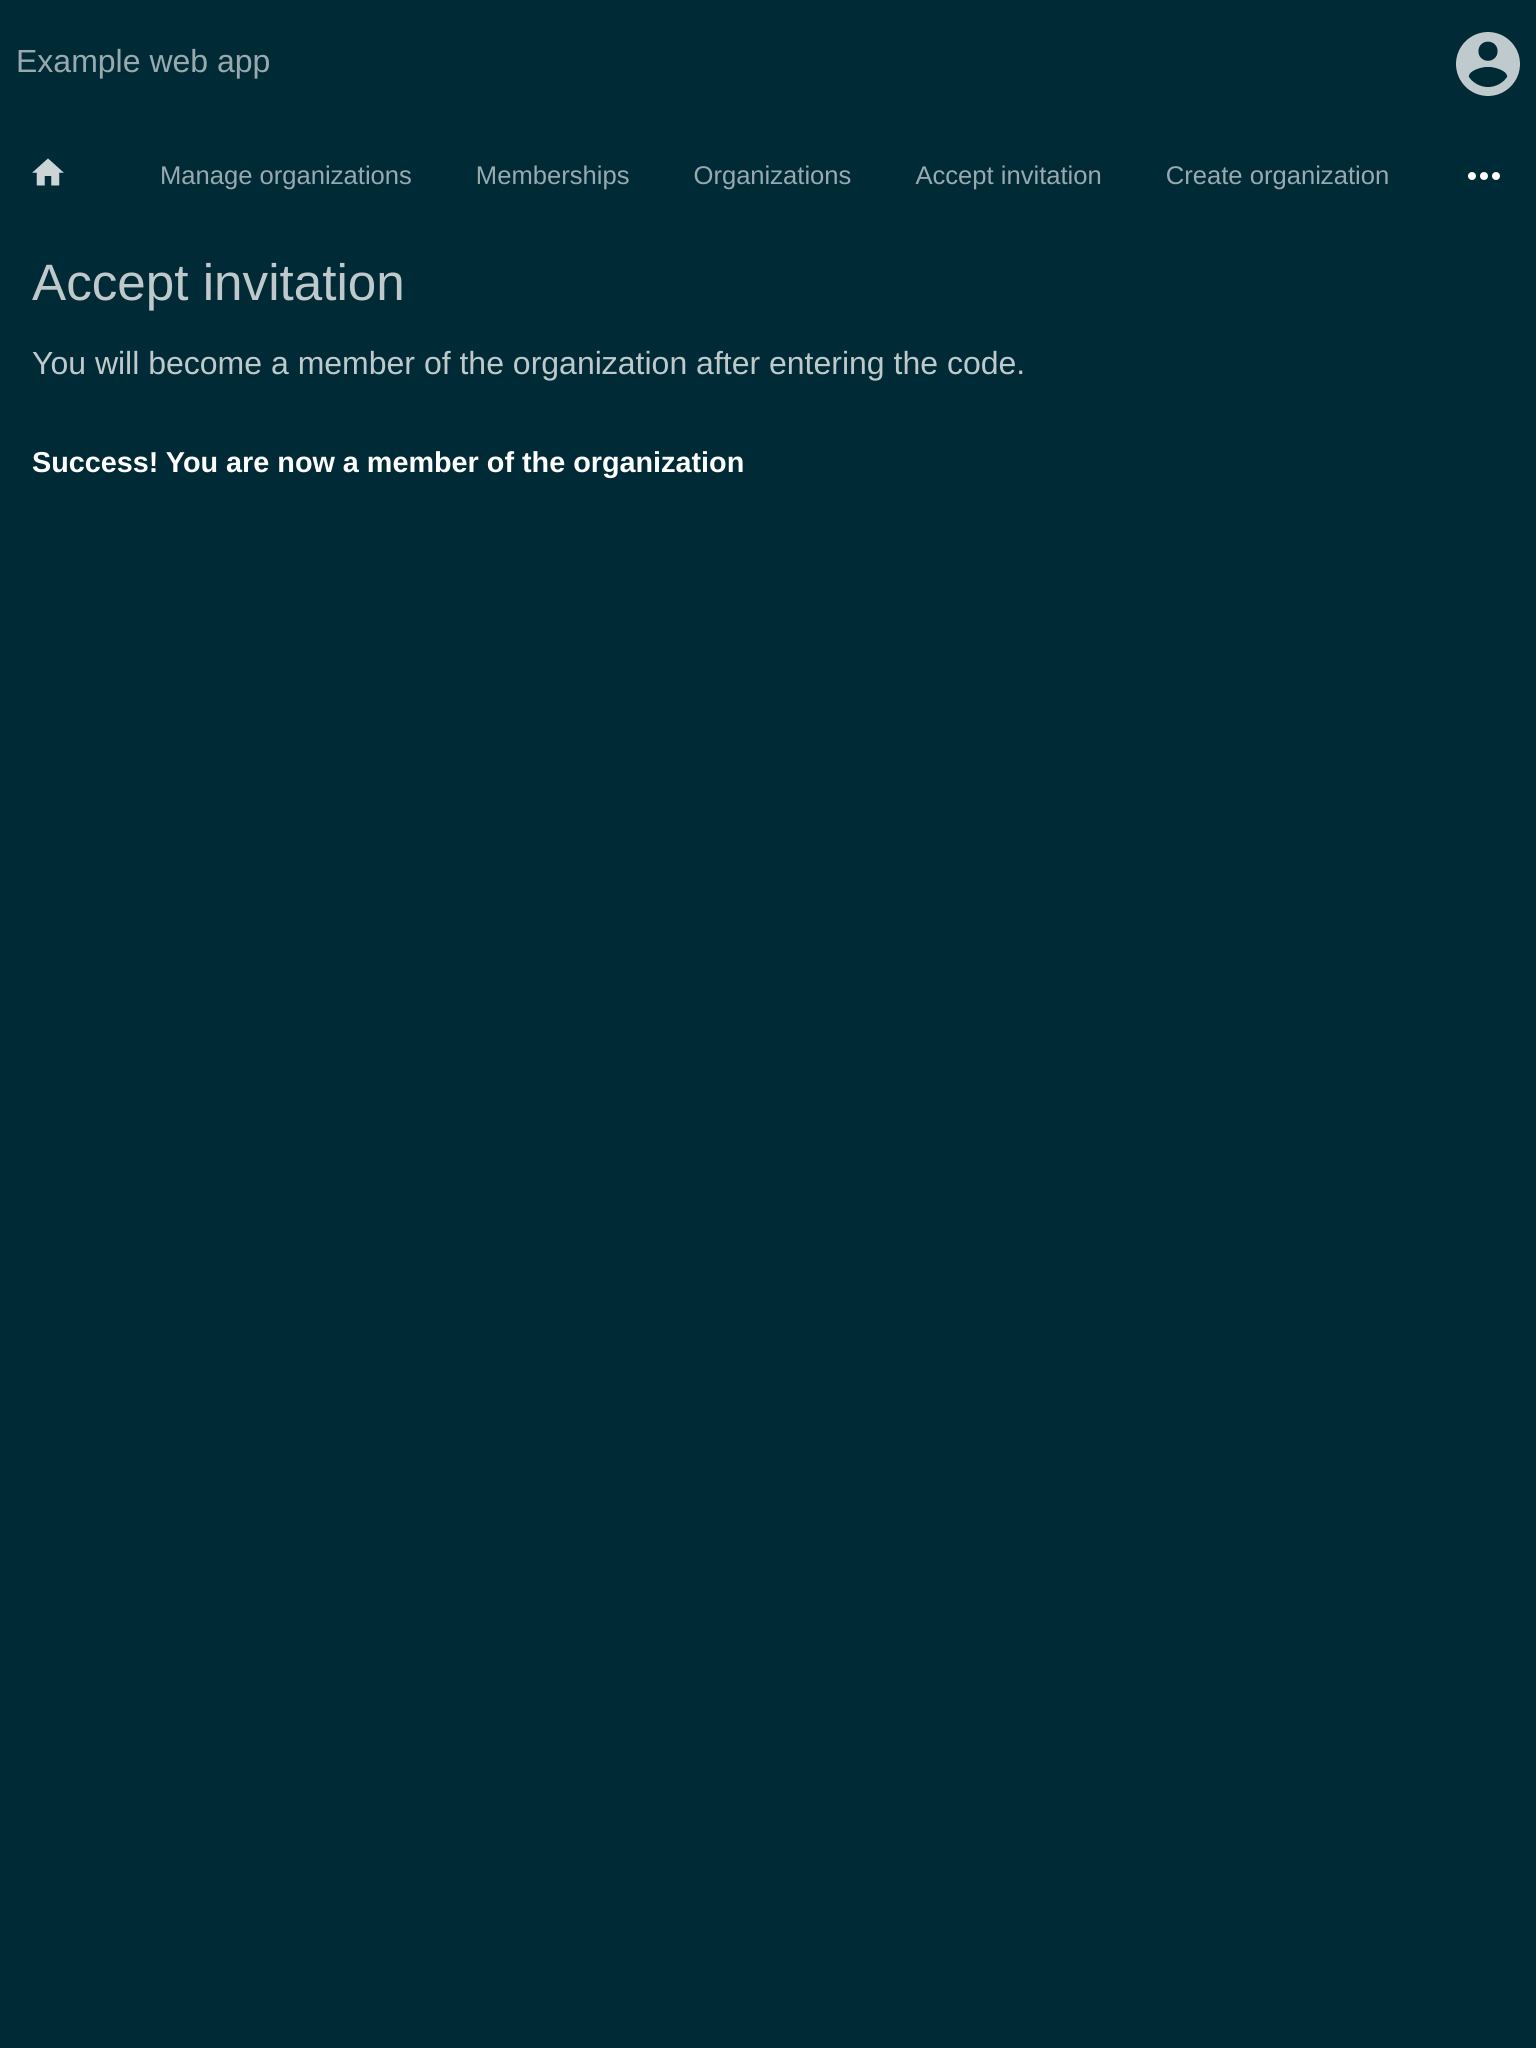 Example web app
Manage organizations Memberships Organizations Accept invitation Create organization
Accept invitation
You will become a member of the organization after entering the code.
Success! You are now a member of the organization